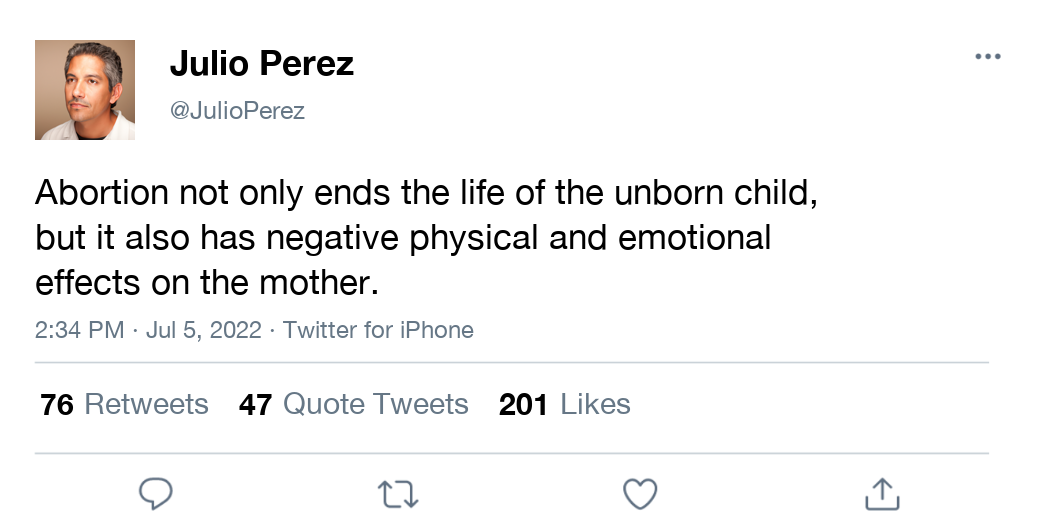 Julio Perez
@JulioPerez
Abortion not only ends the life of the unborn child,
but it also has negative physical and emotional
effects on the mother.
2:34 PM · Jul 5, 2022 · Twitter for iPhone
76 Retweets 47 Quote Tweets 201 Likes